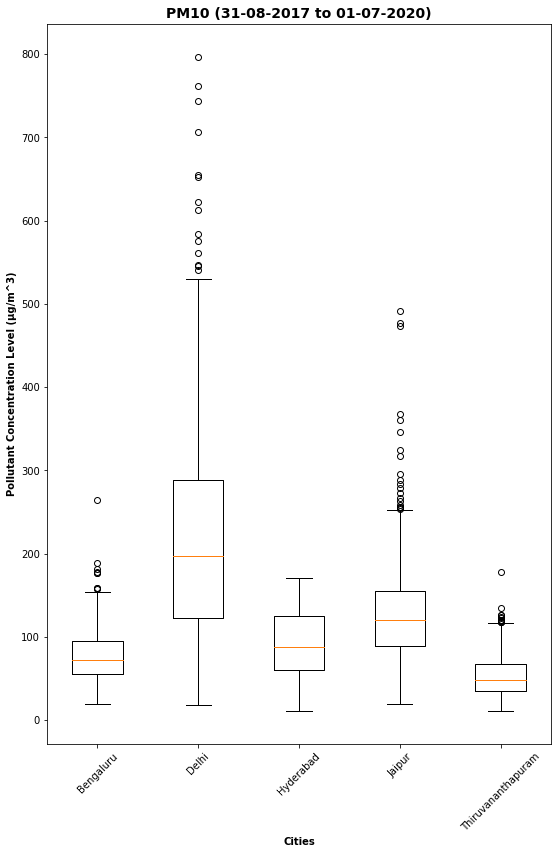 PM10 (31-08-2017 to 01-07-2020)
Pollutant Concentration Level (µg/m^3)
800
700
600
500
400
300
200
100
0
Bengaluru
Delhi
Hyderabad
Jaipur
Thiruvananthapuram
Cities